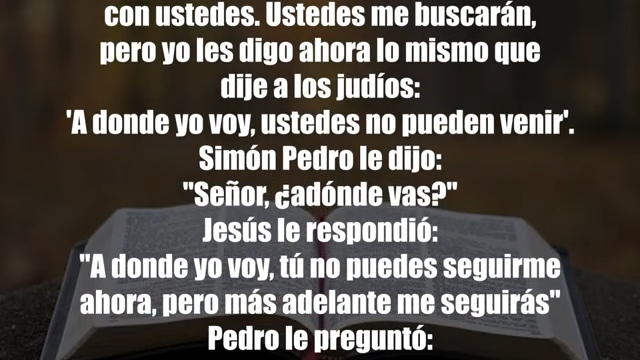 con ustedes. Ustedes me buscarán,
pero yo les digo ahora lo mismo que
dije a los judíos:
'A donde yo voy, ustedes no pueden venir'.
Simón Pedro le dijo:
"Señor, ¿adónde vas?"
Jesús le respondió:
"A donde yo voy, tú no puedes seguirme
ahora, pero más adelante me seguirás"
Pedro le preguntó: